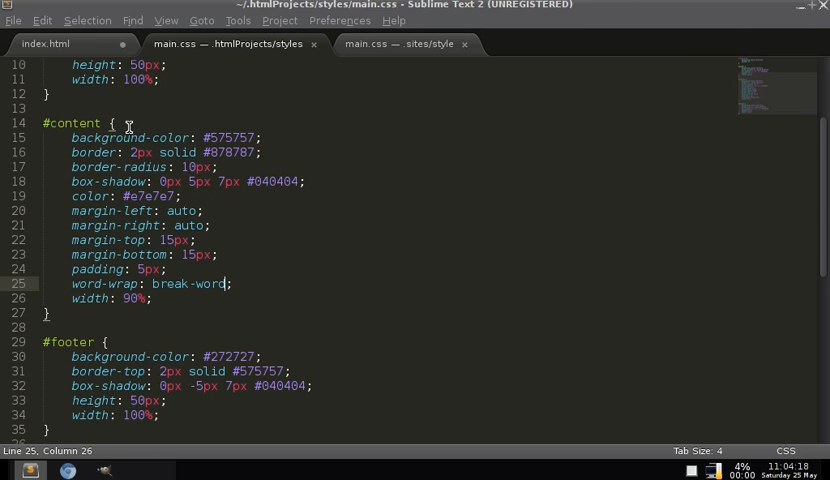 ~/.htmlProjects/styles/main.css - Sublime Text 2 (UNREGISTERED)
File Edit Selection Find View Goto Tools Project Preferences Help
index.html main.css — .htmlProjects/styles × main.css — .sites/style ×
10 height: 50px;
11 width: 100%;
12 }
13
14 #content {
15 background-color: #575757;
16 border: 2px solid #878787;
17 border-radius: 10px;
18 box-shadow: 0px 5px 7px #040404;
19 color: #e7e7e7;
20 margin-left: auto;
21 margin-right: auto;
22 margin-top: 15px;
23 margin-bottom: 15px;
24 padding: 5px;
25 word-wrap: break-word;
26 width: 90%;
27 }
28
29 #footer {
30 background-color: #272727;
31 border-top: 2px solid #575757;
32 box-shadow: 0px -5px 7px #040404;
33 height: 50px;
34 width: 100%;
35 }
Line 25, Column 26 Tab Size: 4 CSS
4% 11:04:18
00:00 Saturday 25 May